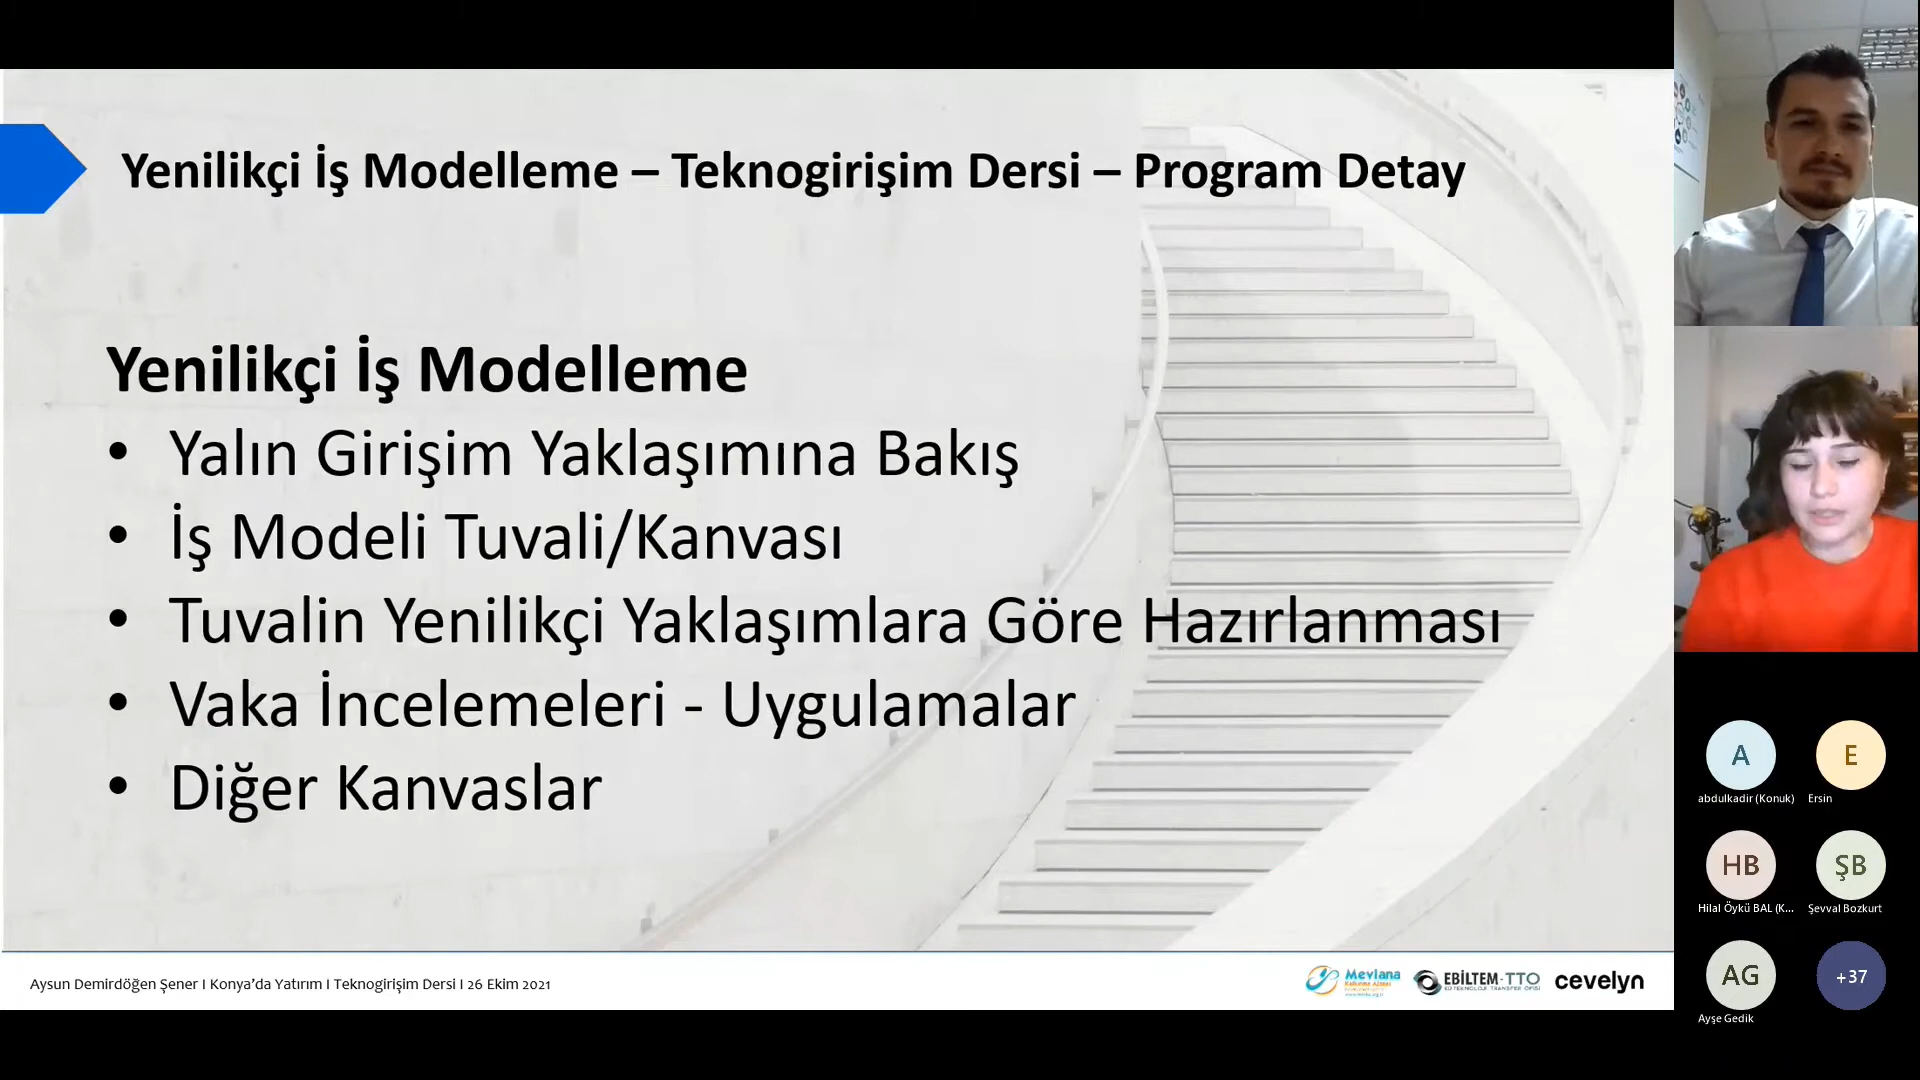 Yenilikçi İş Modelleme – Teknogirişim Dersi – Program Detay
Yenilikçi İş Modelleme
• Yalın Girişim Yaklaşımına Bakış
• İş Modeli Tuvali/Kanvası
• Tuvalin Yenilikçi Yaklaşımlara Göre Hazırlanması
• Vaka İncelemeleri - Uygulamalar
• Diğer Kanvaslar
Aysun Demirdöğen Şener I Konya'da Yatırım I Teknogirişim Dersi I 26 Ekim 2021
Mevlana
EBİLTEM-TTO
cevelyn
A
abdulkadir (Konuk)
E
Ersin
HB
Hilal Öykü BAL (K...
ŞB
Şevval Bozkurt
AG
Ayşe Gedik
+37